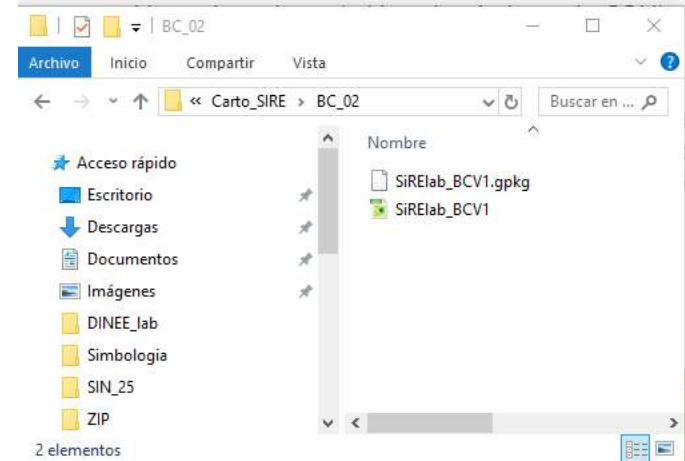 BC_02
Archivo Inicio Compartir Vista
« Carto_SIRE > BC_02 Buscar en ...
Nombre
Acceso rápido
Escritorio
Descargas
Documentos
Imágenes
DINEE_lab
Simbologia
SIN_25
ZIP
SiRElab_BCV1.gpkg
SiRElab_BCV1
2 elementos